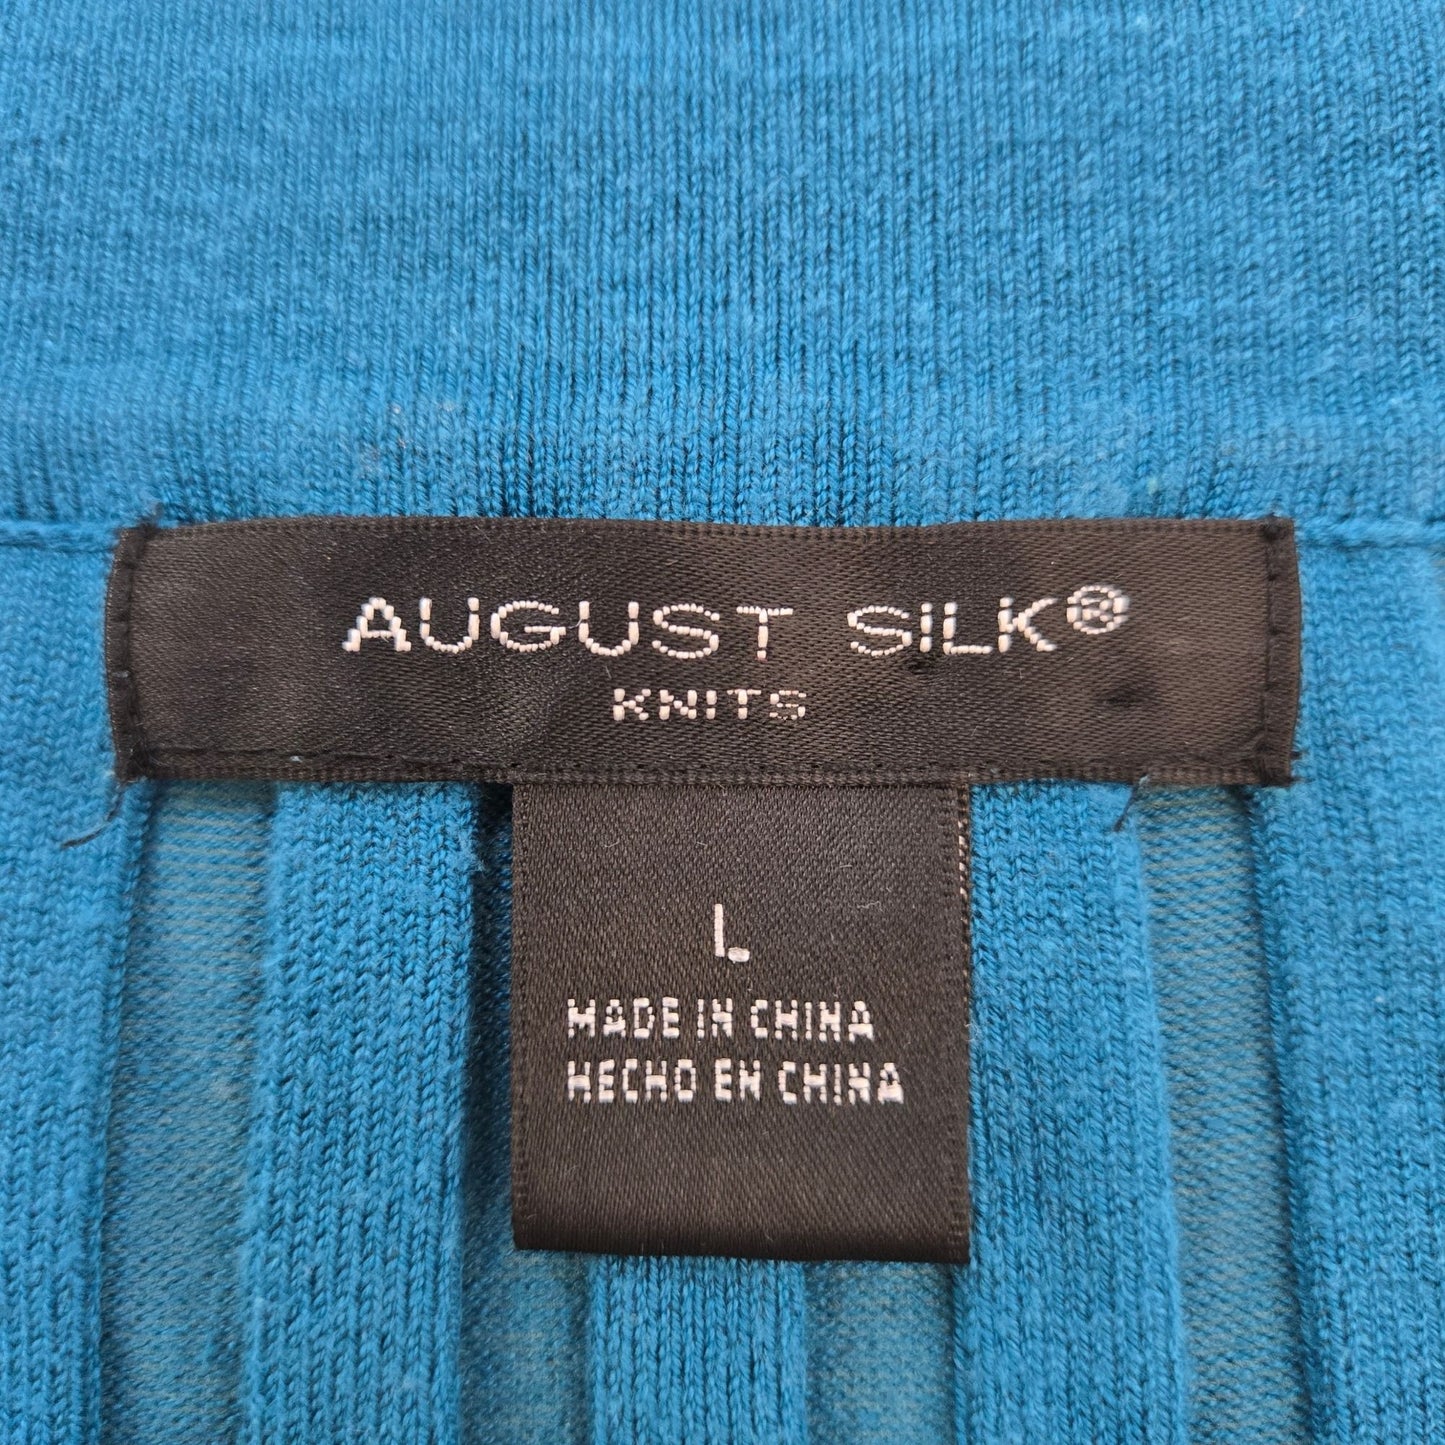 AUGUST SILK®
KNITS
L
MADE IN CHINA
HECHO EN CHINA